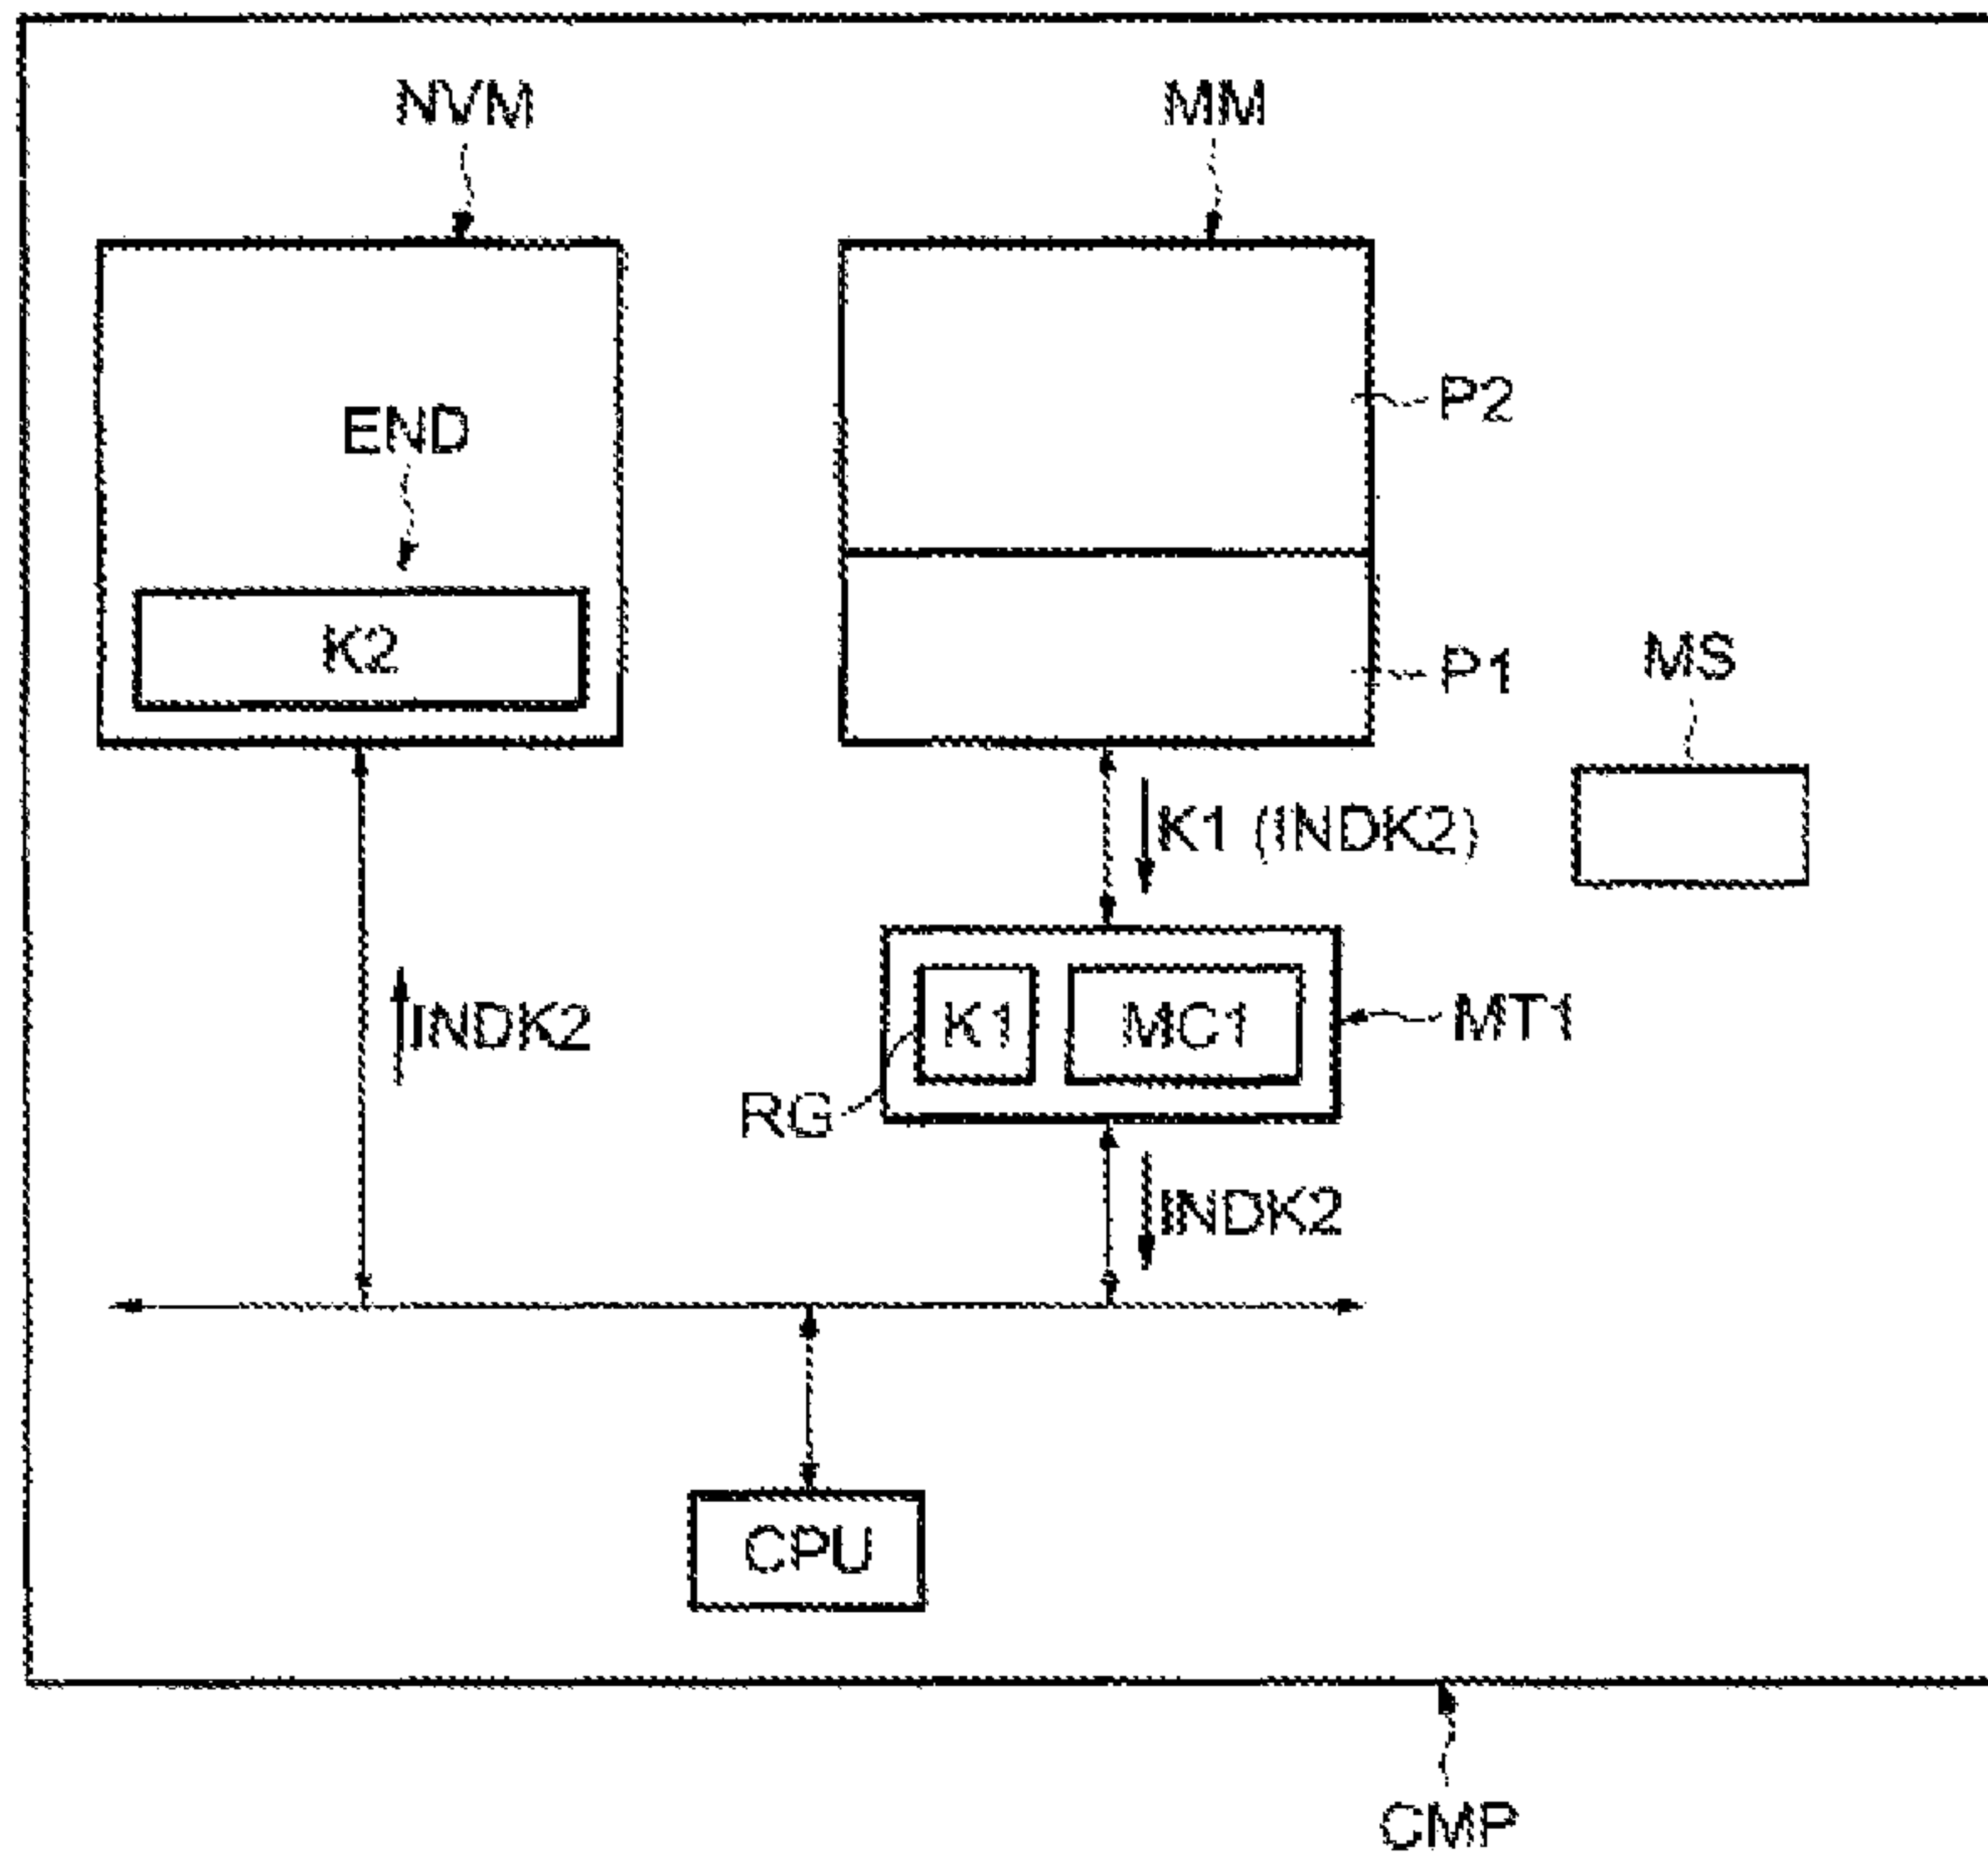 NVM
MM
END
P2
K2
P1
MS
K1 (INDK2)
INDK2
K1
MC1
MT1
RG
INDK2
CPU
CMP